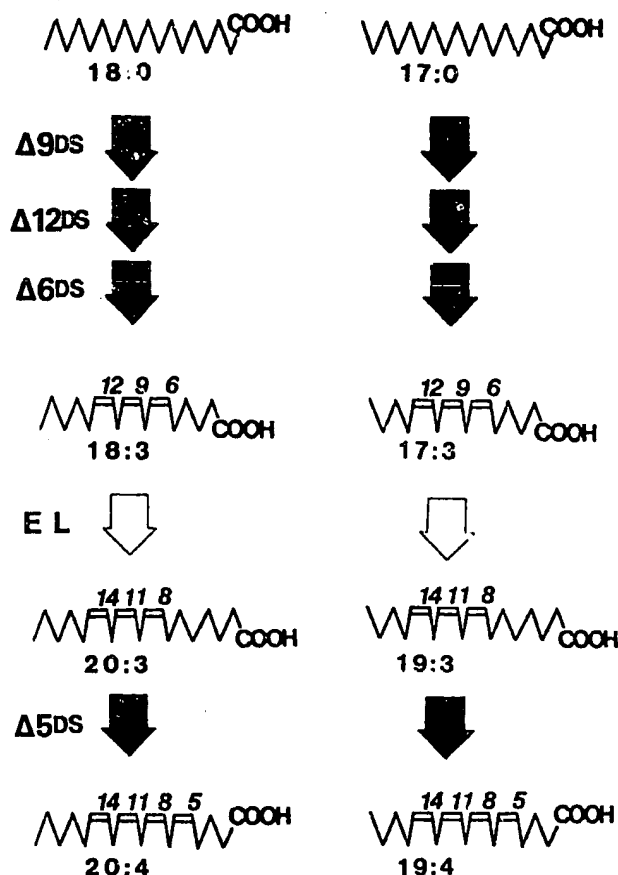 COOH COOH
18:0 17:0
Δ9DS
Δ12DS
Δ6DS
12 9 6 12 9 6
COOH COOH
18:3 17:3
E L
14 11 8 14 11 8
COOH COOH
20:3 19:3
Δ5DS
14 11 8 5 14 11 8 5
COOH COOH
20:4 19:4